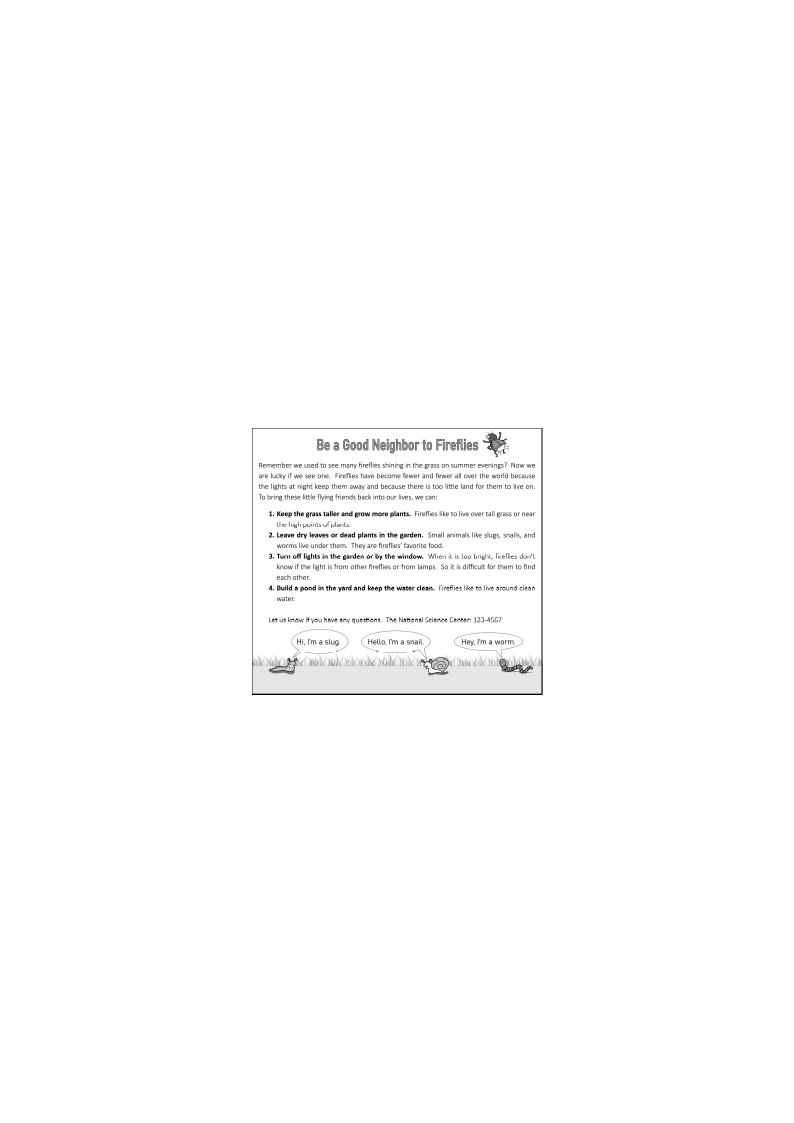 Be a Good Neighbor to Fireflies
Remember we used to see many fireflies shining in the grass on summer evenings? Now we
are lucky if we see one. Fireflies have become fewer and fewer all over the world because
the lights at night keep them away and because there is too little land for them to live on.
To bring these little flying friends back into our lives, we can:
1. Keep the grass taller and grow more plants. Fireflies like to live over tall grass or near
the high points of plants.
2. Leave dry leaves or dead plants in the garden. Small animals like slugs, snails, and
worms live under them. They are fireflies' favorite food.
3. Turn off lights in the garden or by the window. When it is too bright, fireflies don't
know if the light is from other fireflies or from lamps. So it is difficult for them to find
each other.
4. Build a pond in the yard and keep the water clean. Fireflies like to live around clean
water.
Let us know if you have any questions. The National Science Center: 123-4567
Hi, I'm a slug.
Hello, I'm a snail.
Hey, I'm a worm.